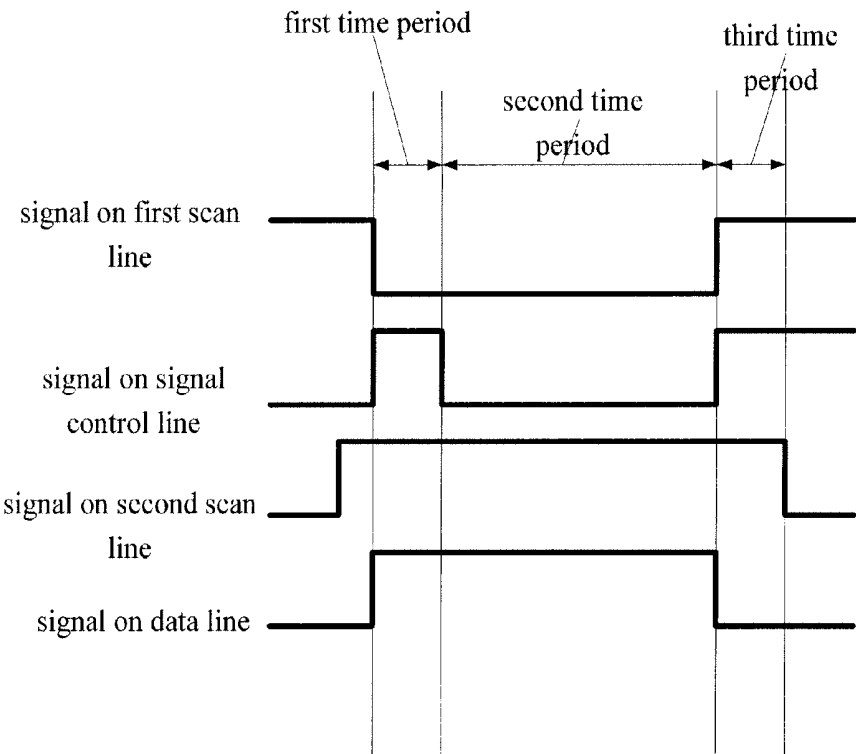 first time period
third time
period
second time
period
signal on first scan
line
signal on signal
control line
signal on second scan
line
signal on data line